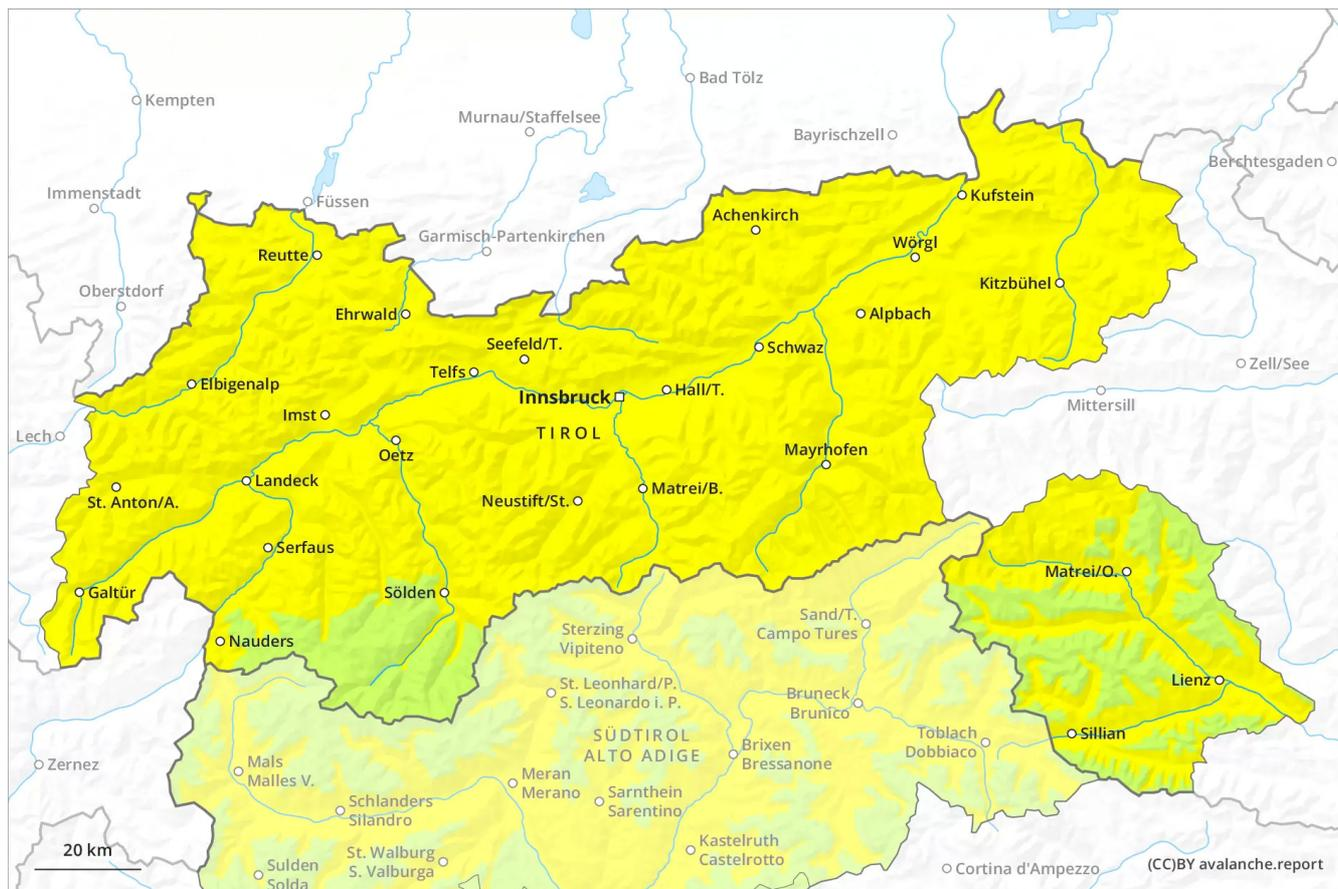 Bad Tölz
Kempten
Murnau/Staffelsee
Bayrischzell
Berchtesgaden
Immenstadt
Füssen
Kufstein
Achenkirch
Garmisch-Partenkirchen
Wörgl
Reutte
Kitzbühel
Oberstdorf
Ehrwald
Alpbach
Seefeld/T.
Schwaz
Zell/See
Telfs
Elbigenalp
Hall/T.
Innsbruck
Mittersill
Imst
TIROL
Lech
Oetz
Mayrhofen
Landeck
Matrei/B.
St. Anton/A.
Neustift/St.
Serfaus
Matrei/O.
Galtür
Sölden
Sand/T.
Campo Tures
Sterzing
Vipiteno
Nauders
Lienz
St. Leonhard/P.
S. Leonardo i. P.
Bruneck
Brunico
Toblach
Dobbiaco
Sillian
SÜDTIROL
ALTO ADIGE
Brixen
Bressanone
Zernez
Mals
Malles V.
Meran
Merano
Sarnthein
Sarentino
Schlanders
Silandro
Kastelruth
Castelrotto
20 km
St. Walburg
S. Valburga
Sulden
Solda
Cortina d'Ampezzo
(CC)BY avalanche.report